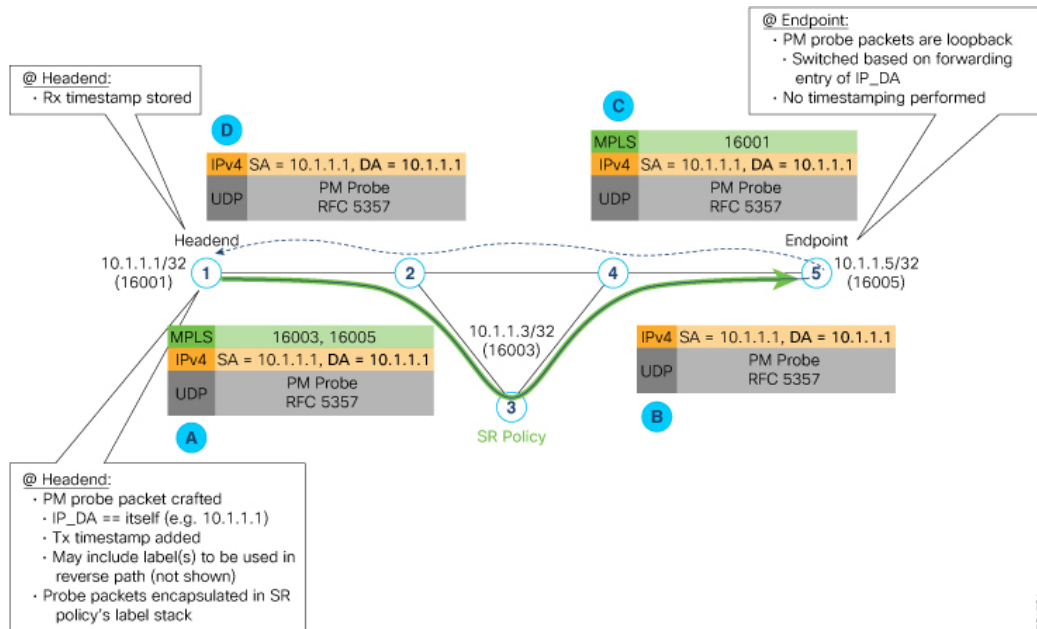 @ Headend:
· Rx timestamp stored
@ Endpoint:
· PM probe packets are loopback
· Switched based on forwarding
entry of IP_DA
· No timestamping performed
D
IPv4 SA = 10.1.1.1, DA = 10.1.1.1
UDP PM Probe
RFC 5357
C
MPLS 16001
IPv4 SA = 10.1.1.1, DA = 10.1.1.1
UDP PM Probe
RFC 5357
Headend
10.1.1.1/32
(16001)
1
2
4
Endpoint
5
10.1.1.5/32
(16005)
10.1.1.3/32
(16003)
3
SR Policy
MPLS 16003, 16005
IPv4 SA = 10.1.1.1, DA = 10.1.1.1
UDP PM Probe
RFC 5357
A
IPv4 SA = 10.1.1.1, DA = 10.1.1.1
UDP PM Probe
RFC 5357
B
@ Headend:
· PM probe packet crafted
· IP_DA == itself (e.g. 10.1.1.1)
· Tx timestamp added
· May include label(s) to be used in
reverse path (not shown)
· Probe packets encapsulated in SR
policy's label stack